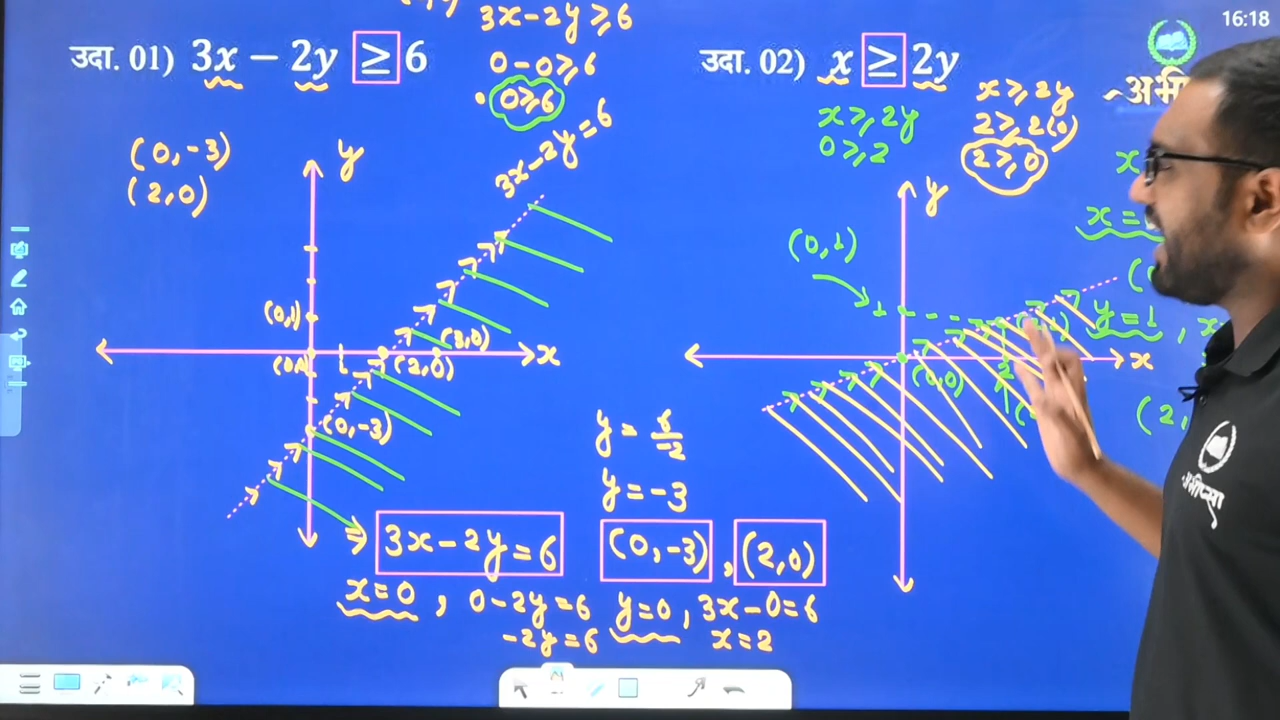 16:18
3x-2y≥6
उदा. 01) 3x – 2y ≥ 6
0-0≥6
0≥6
3x-2y=6
(0,-3)
(2,0)
y
(0,1)
(3,0)
x
(2,0)
(0,-3)
y = 6/-2
y = -3
3x-2y=6
(0,-3) , (2,0)
x=0 , 0-2y=6 y=0, 3x-0=6
-2y=6 x=2
उदा. 02) x ≥ 2y
x≥2y
0≥2
x≥2y
2≥2(0)
2≥0
y
(0,1)
1
y=1
x
(0,0)
2
अभीप्सा